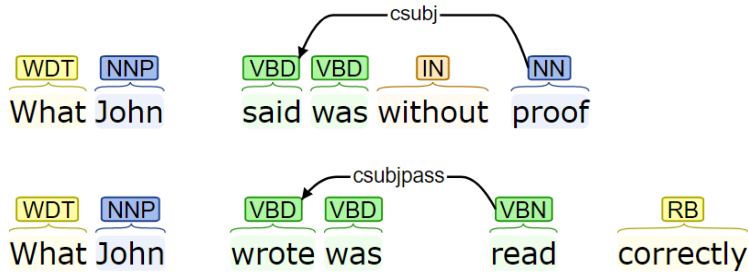 csubj
WDT NNP VBD VBD IN NN
What John said was without proof
csubjpass
WDT NNP VBD VBD VBN RB
What John wrote was read correctly